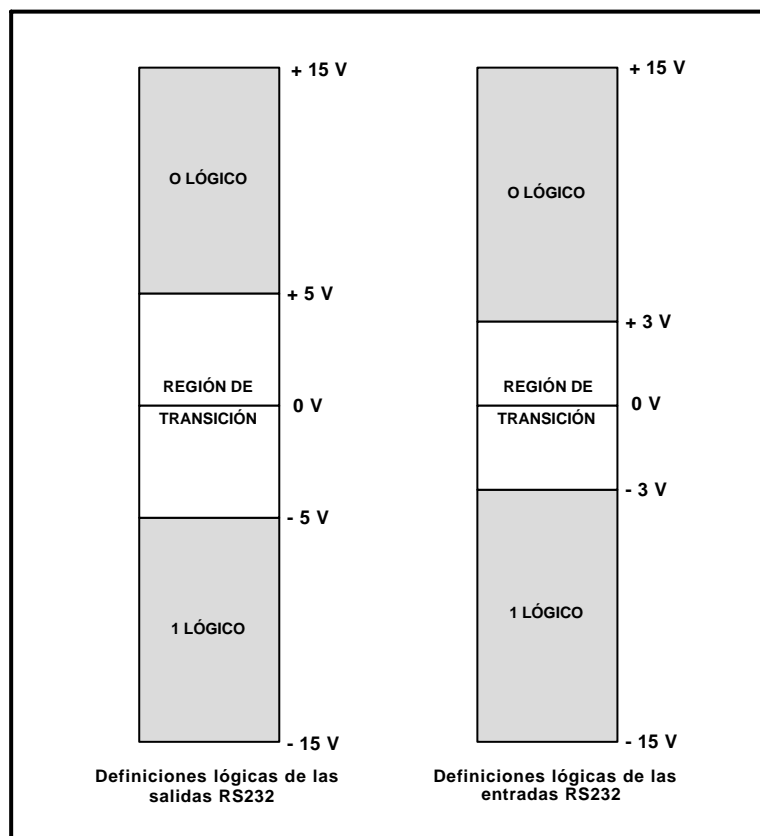 + 15 V
O LÓGICO
+ 5 V
REGIÓN DE
0 V
TRANSICIÓN
- 5 V
1 LÓGICO
- 15 V
Definiciones lógicas de las
salidas RS232
+ 15 V
O LÓGICO
+ 3 V
REGIÓN DE
0 V
TRANSICIÓN
- 3 V
1 LÓGICO
- 15 V
Definiciones lógicas de las
entradas RS232